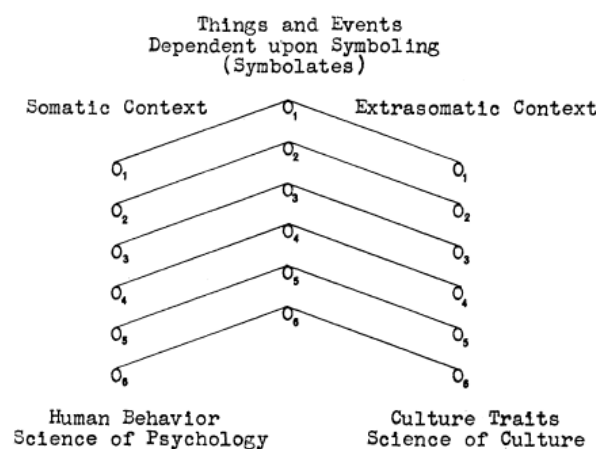 Things and Events
Dependent upon Symboling
(Symbolates)
Somatic Context
Extrasomatic Context
O₁
O₁
O₁
O₂
O₂
O₂
O₃
O₃
O₃
O₄
O₄
O₄
O₅
O₅
O₅
O₆
O₆
O₆
Human Behavior
Science of Psychology
Culture Traits
Science of Culture